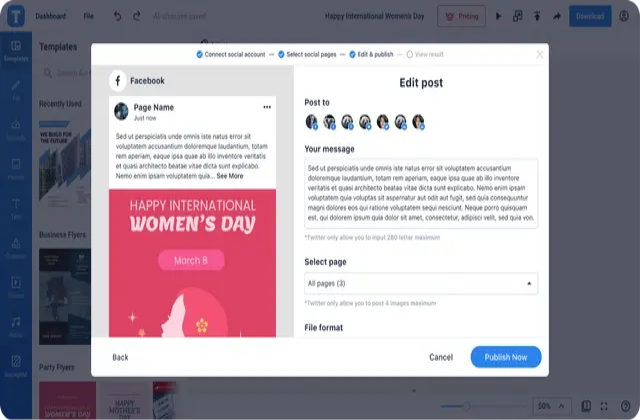 Dashboard File All changes saved Happy International Women's Day Pricing Download
Templates
Templates
Recently Used
WE BUILD
FOR THE
FUTURE
Business Flyers
Party Flyers
HAPPY
MOTHER'S
DAY
50%
Connect social account Select social pages Edit & publish View result
Facebook
Page Name
Just now
Sed ut perspiciatis unde omnis iste natus error sit
voluptatem accusantium doloremque laudantium, totam
rem aperiam, eaque ipsa quae ab illo inventore veritatis
et quasi architecto beatae vitae dicta sunt explicabo.
Nemo enim ipsam voluptatem quia... See More
HAPPY INTERNATIONAL
WOMEN'S DAY
March 8
Edit post
Post to
Your message
Sed ut perspiciatis unde omnis iste natus error sit voluptatem accusantium
doloremque laudantium, totam rem aperiam, eaque ipsa quae ab illo inventore
veritatis et quasi architecto beatae vitae dicta sunt explicabo. Nemo enim ipsam
voluptatem quia voluptas sit aspernatur aut odit aut fugit, sed quia consequuntur
magni dolores eos qui ratione voluptatem sequi nesciunt. Neque porro quisquam
est, qui dolorem ipsum quia dolor sit amet, consectetur, adipisci velit, sed quia von.
*Twitter only allow you to input 280 letter maximum
Select page
All pages (3)
*Twitter only allow you to post 4 images maximum
File format
Back Cancel Publish Now